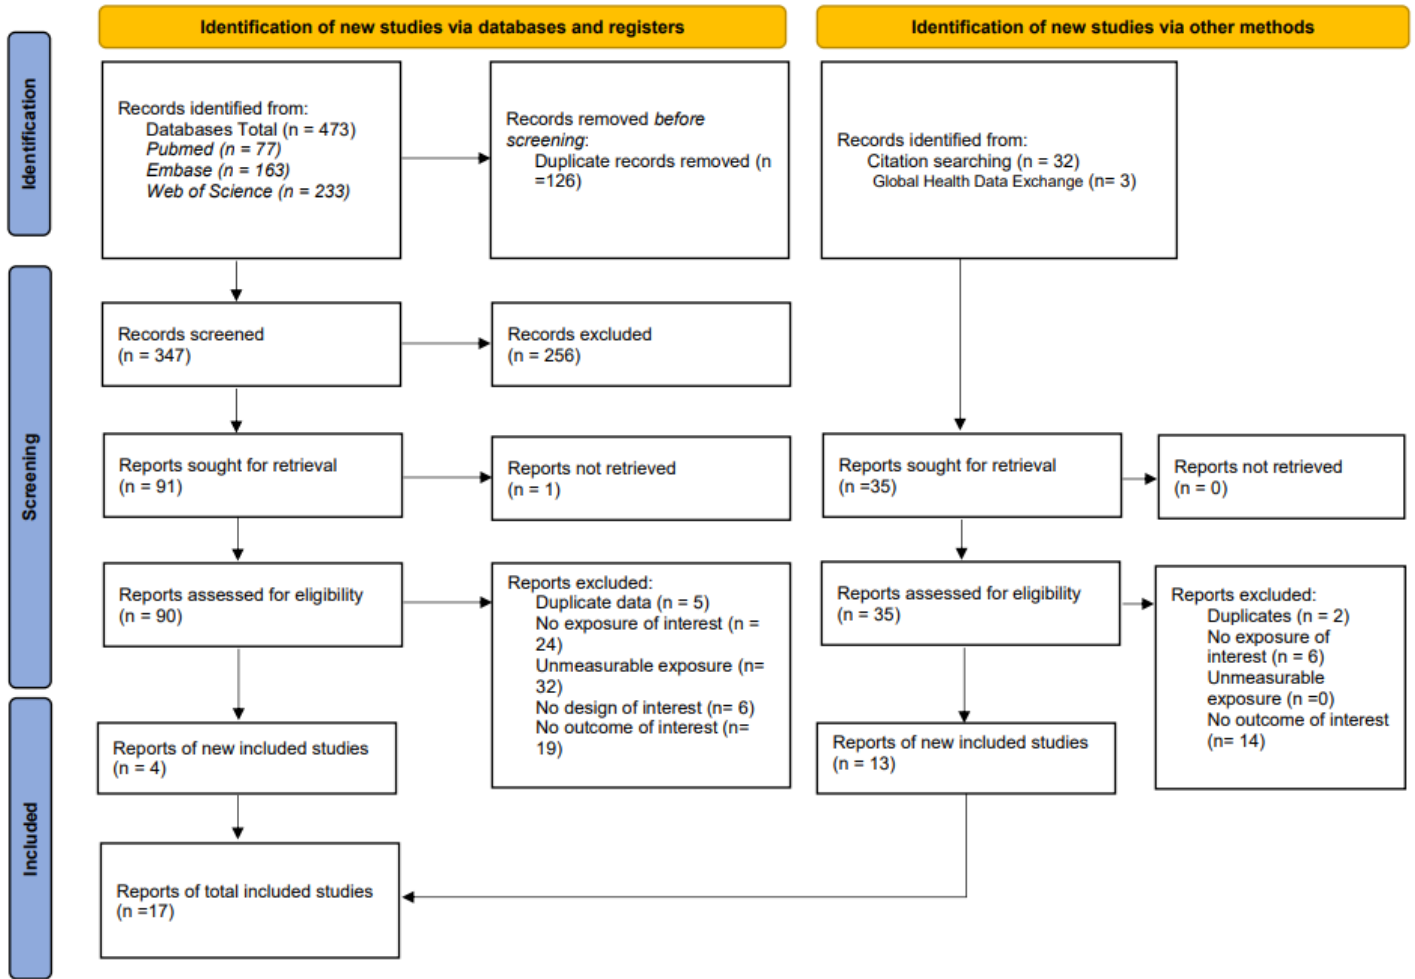 Identification of new studies via databases and registers
Identification of new studies via other methods
Identification
Records identified from:
Databases Total (n = 473)
Pubmed (n = 77)
Embase (n = 163)
Web of Science (n = 233)
Records removed before
screening:
Duplicate records removed (n
=126)
Records identified from:
Citation searching (n = 32)
Global Health Data Exchange (n= 3)
Screening
Records screened
(n = 347)
Records excluded
(n = 256)
Reports sought for retrieval
(n = 91)
Reports not retrieved
(n = 1)
Reports sought for retrieval
(n =35)
Reports not retrieved
(n = 0)
Reports assessed for eligibility
(n = 90)
Reports excluded:
Duplicate data (n = 5)
No exposure of interest (n =
24)
Unmeasurable exposure (n=
32)
No design of interest (n= 6)
No outcome of interest (n=
19)
Reports assessed for eligibility
(n = 35)
Reports excluded:
Duplicates (n = 2)
No exposure of
interest (n = 6)
Unmeasurable
exposure (n =0)
No outcome of interest
(n= 14)
Included
Reports of new included studies
(n = 4)
Reports of new included studies
(n = 13)
Reports of total included studies
(n =17)